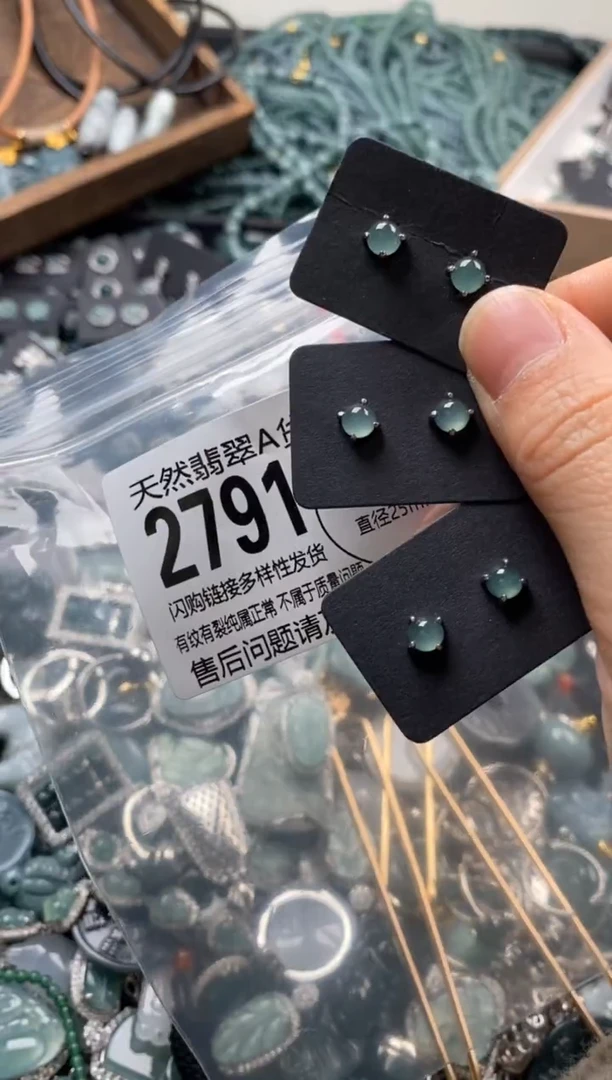 天然翡翠A货
2791
直径25m
闪购链接多样性发货
有纹有裂纯属正常 不属于质量问题
售后问题请